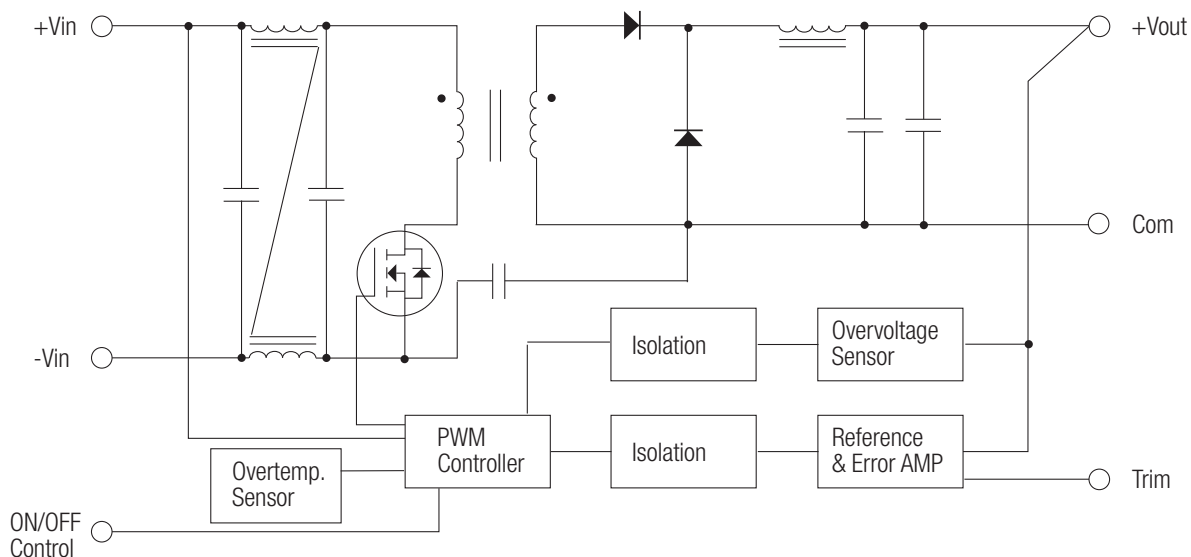 +Vin
+Vout
Com
-Vin
Isolation
Overvoltage
Sensor
PWM
Controller
Isolation
Reference
& Error AMP
Overtemp.
Sensor
Trim
ON/OFF
Control